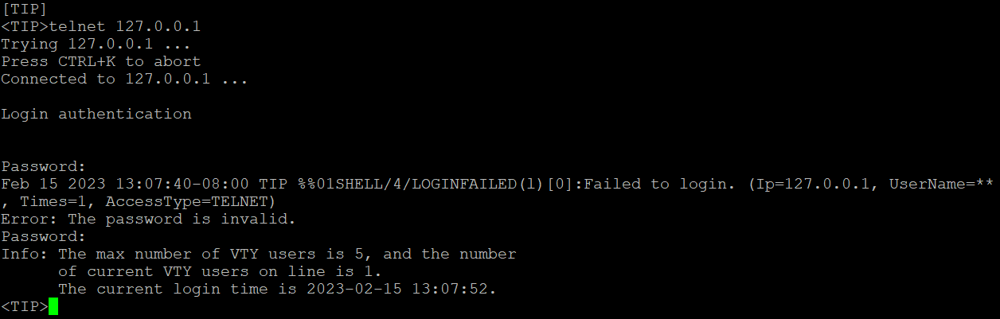 [TIP]
<TIP>telnet 127.0.0.1
Trying 127.0.0.1 ...
Press CTRL+K to abort
Connected to 127.0.0.1 ...
Login authentication
Password:
Feb 15 2023 13:07:40-08:00 TIP %%01SHELL/4/LOGINFAILED(l)[0]:Failed to login. (Ip=127.0.0.1, UserName=**
, Times=1, AccessType=TELNET)
Error: The password is invalid.
Password:
Info: The max number of VTY users is 5, and the number
      of current VTY users on line is 1.
      The current login time is 2023-02-15 13:07:52.
<TIP>